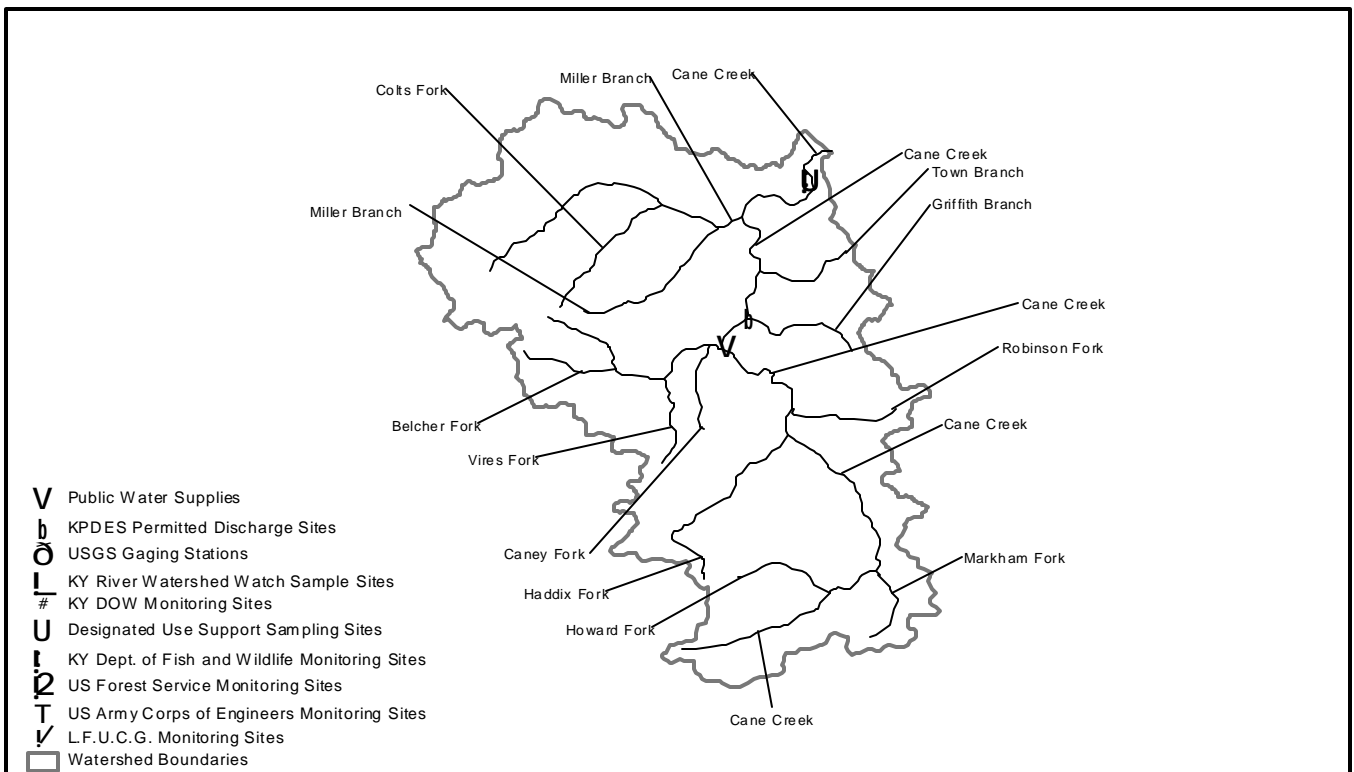 Cane Creek
Miller Branch
Colts Fork
Cane Creek
Town Branch
Griffith Branch
Miller Branch
Cane Creek
Robinson Fork
Belcher Fork
Cane Creek
Vires Fork
Caney Fork
Markham Fork
Haddix Fork
Howard Fork
Cane Creek
U
b
V
V Public Water Supplies
b KPDES Permitted Discharge Sites
Ö USGS Gaging Stations
! KY River Watershed Watch Sample Sites
# KY DOW Monitoring Sites
U Designated Use Support Sampling Sites
KY Dept. of Fish and Wildlife Monitoring Sites
US Forest Service Monitoring Sites
T US Army Corps of Engineers Monitoring Sites
L.F.U.C.G. Monitoring Sites
Watershed Boundaries